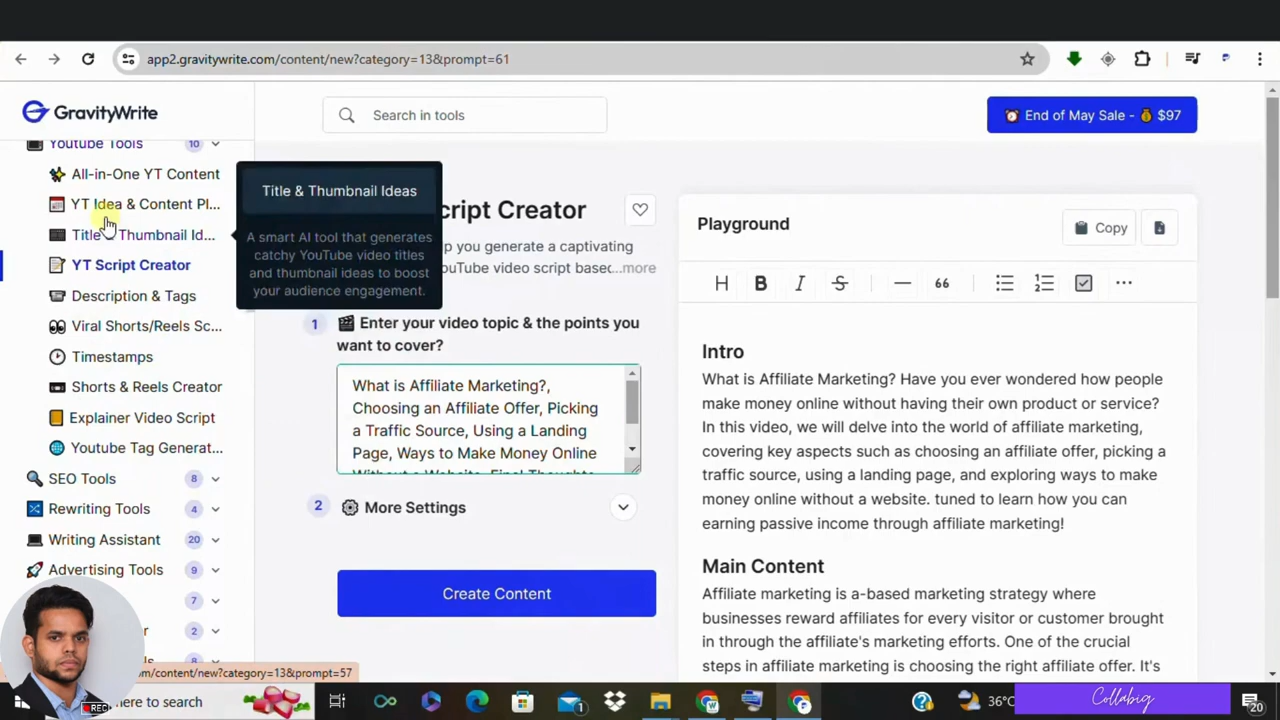 app2.gravitywrite.com/content/new?category=13&prompt=61
GravityWrite
Search in tools
End of May Sale - $97
Youtube Tools 10
All-in-One YT Content
YT Idea & Content Pl...
Title & Thumbnail Id...
YT Script Creator
Description & Tags
Viral Shorts/Reels Sc...
Timestamps
Shorts & Reels Creator
Explainer Video Script
Youtube Tag Generat...
SEO Tools 8
Rewriting Tools 4
Writing Assistant 20
Advertising Tools 9
7
2
8
Title & Thumbnail Ideas
A smart AI tool that generates
catchy YouTube video titles
and thumbnail ideas to boost
your audience engagement.
cript Creator
p you generate a captivating
uTube video script based...more
1 Enter your video topic & the points you
want to cover?
What is Affiliate Marketing?,
Choosing an Affiliate Offer, Picking
a Traffic Source, Using a Landing
Page, Ways to Make Money Online
Without a Website, Final Thoughts
2 More Settings
Create Content
Playground
Copy
H B I S 66
Intro
What is Affiliate Marketing? Have you ever wondered how people
make money online without having their own product or service?
In this video, we will delve into the world of affiliate marketing,
covering key aspects such as choosing an affiliate offer, picking a
traffic source, using a landing page, and exploring ways to make
money online without a website. tuned to learn how you can
earning passive income through affiliate marketing!
Main Content
Affiliate marketing is a-based marketing strategy where
businesses reward affiliates for every visitor or customer brought
in through the affiliate's marketing efforts. One of the crucial
steps in affiliate marketing is choosing the right affiliate offer. It's
om/content/new?category=13&prompt=57
REC
here to search
1
36°C
Collabig
20